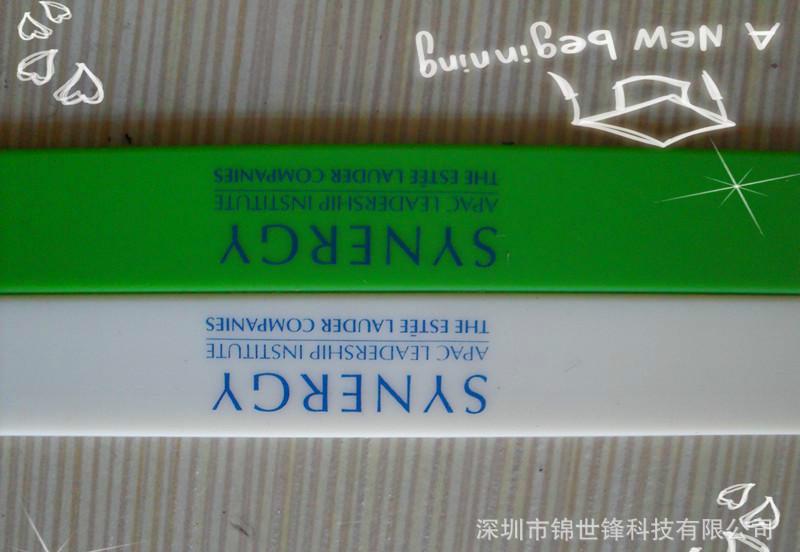 A New beginning
SYNERGY
APAC LEADERSHIP INSTITUTE
THE ESTĒE LAUDER COMPANIES
SYNERGY
APAC LEADERSHIP INSTITUTE
THE ESTÉE LAUDER COMPANIES
深圳市锦世锋科技有限公司